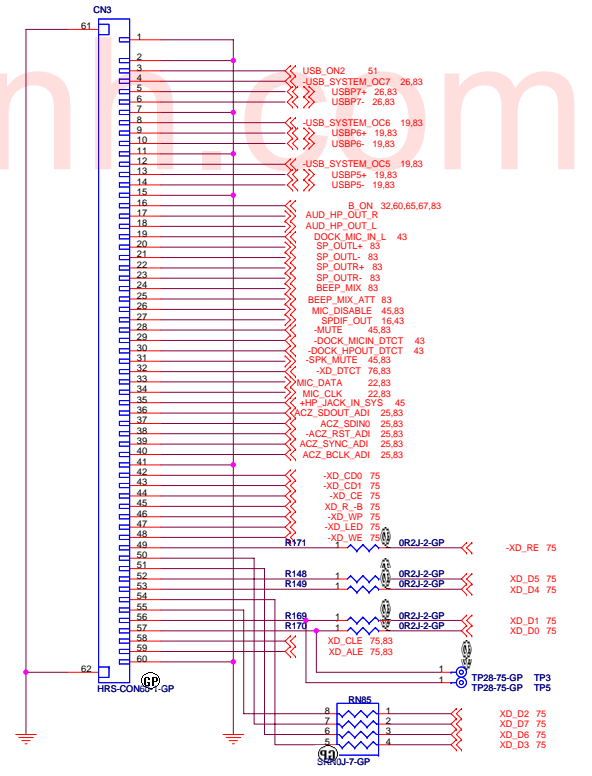 CN3
61
nh.com
1
2
3 USB_ON2 51
4 -USB_SYSTEM_OC7 26,83
5 USBP7+ 26,83
6 USBP7- 26,83
7
8 -USB_SYSTEM_OC6 19,83
9 USBP6+ 19,83
10 USBP6- 19,83
11
12 -USB_SYSTEM_OC5 19,83
13 USBP5+ 19,83
14 USBP5- 19,83
15
16 B_ON 32,60,65,67,83
17 AUD_HP_OUT_R
18 AUD_HP_OUT_L
19 DOCK_MIC_IN_L 43
20 SP_OUTL+ 83
21 SP_OUTL- 83
22 SP_OUTR+ 83
23 SP_OUTR- 83
24 BEEP_MIX 83
25 BEEP_MIX_ATT 83
26 MIC_DISABLE 45,83
27 SPDIF_OUT 16,43
28 -MUTE 45,83
29 -DOCK_MICIN_DTCT 43
30 -DOCK_HPOUT_DTCT 43
31 -SPK_MUTE 45,83
32 -XD_DTCT 76,83
33 MIC_DATA 22,83
34 MIC_CLK 22,83
35 +HP_JACK_IN_SYS 45
36 ACZ_SDOUT_ADI 25,83
37 ACZ_SDIN0 25,83
38 -ACZ_RST_ADI 25,83
39 ACZ_SYNC_ADI 25,83
40 ACZ_BCLK_ADI 25,83
41
42 -XD_CD0 75
43 -XD_CD1 75
44 -XD_CE 75
45 XD_R_-B 75
46 -XD_WP 75
47 -XD_LED 75
48 -XD_WE 75
49 R171 1 0R2J-2-GP -XD_RE 75
50
51
52 R148 1 0R2J-2-GP XD_D5 75
53 R149 1 0R2J-2-GP XD_D4 75
54
55
56 R169 1 0R2J-2-GP XD_D1 75
57 R170 1 0R2J-2-GP XD_D0 75
58 XD_CLE 75,83
59 XD_ALE 75,83
60
62
1 TP28-75-GP TP3
1 TP28-75-GP TP5
HRS-CON60-1-GP
GP
RN85
8 1 XD_D2 75
7 2 XD_D7 75
6 3 XD_D6 75
5 4 XD_D3 75
GP
SRN0J-7-GP